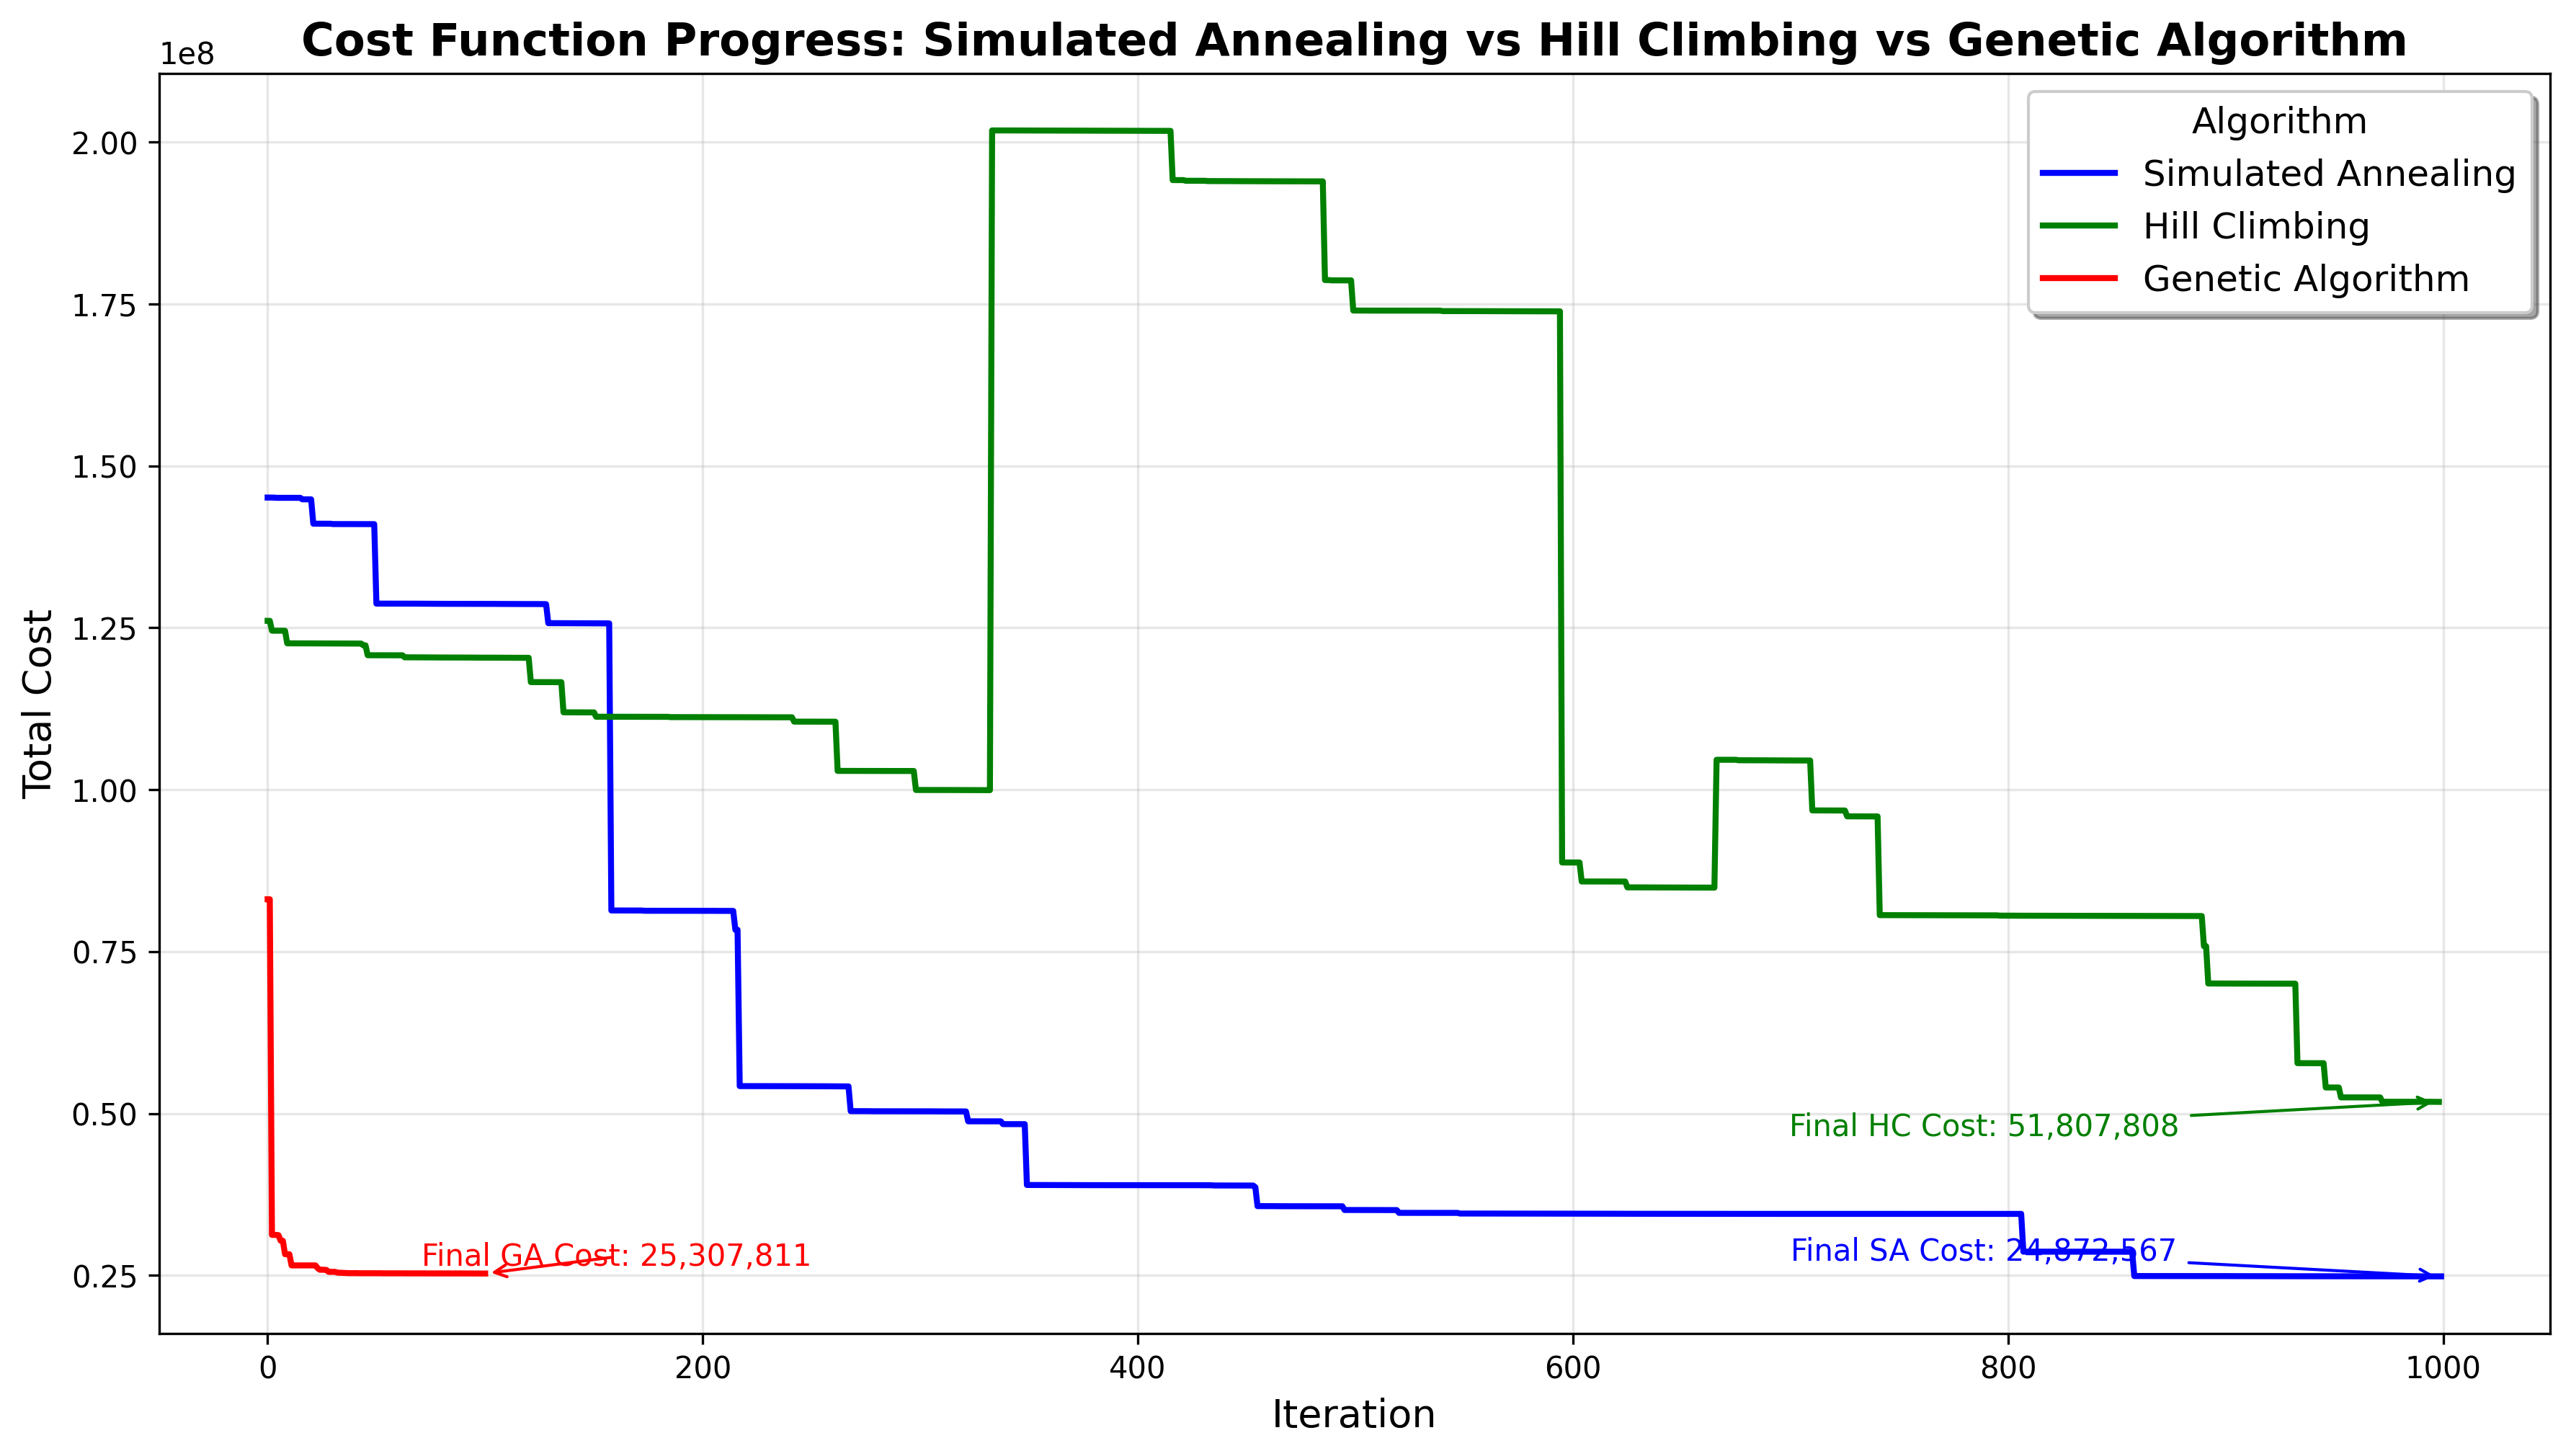 Cost Function Progress: Simulated Annealing vs Hill Climbing vs Genetic Algorithm
1e8
Algorithm
Simulated Annealing
Hill Climbing
Genetic Algorithm
Total Cost
2.00
1.75
1.50
1.25
1.00
0.75
0.50
0.25
Final HC Cost: 51,807,808
Final GA Cost: 25,307,811
Final SA Cost: 24,872,567
0
200
400
600
800
1000
Iteration